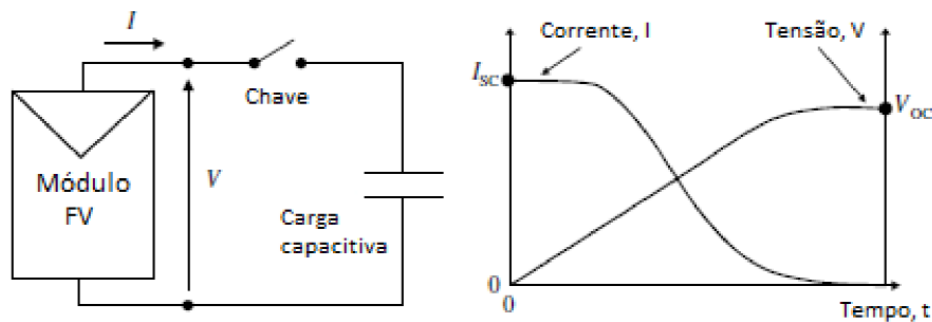 I
Chave
Módulo
FV
V
Carga
capacitiva
Corrente, I
Tensão, V
I_SC
V_OC
0
0
Tempo, t